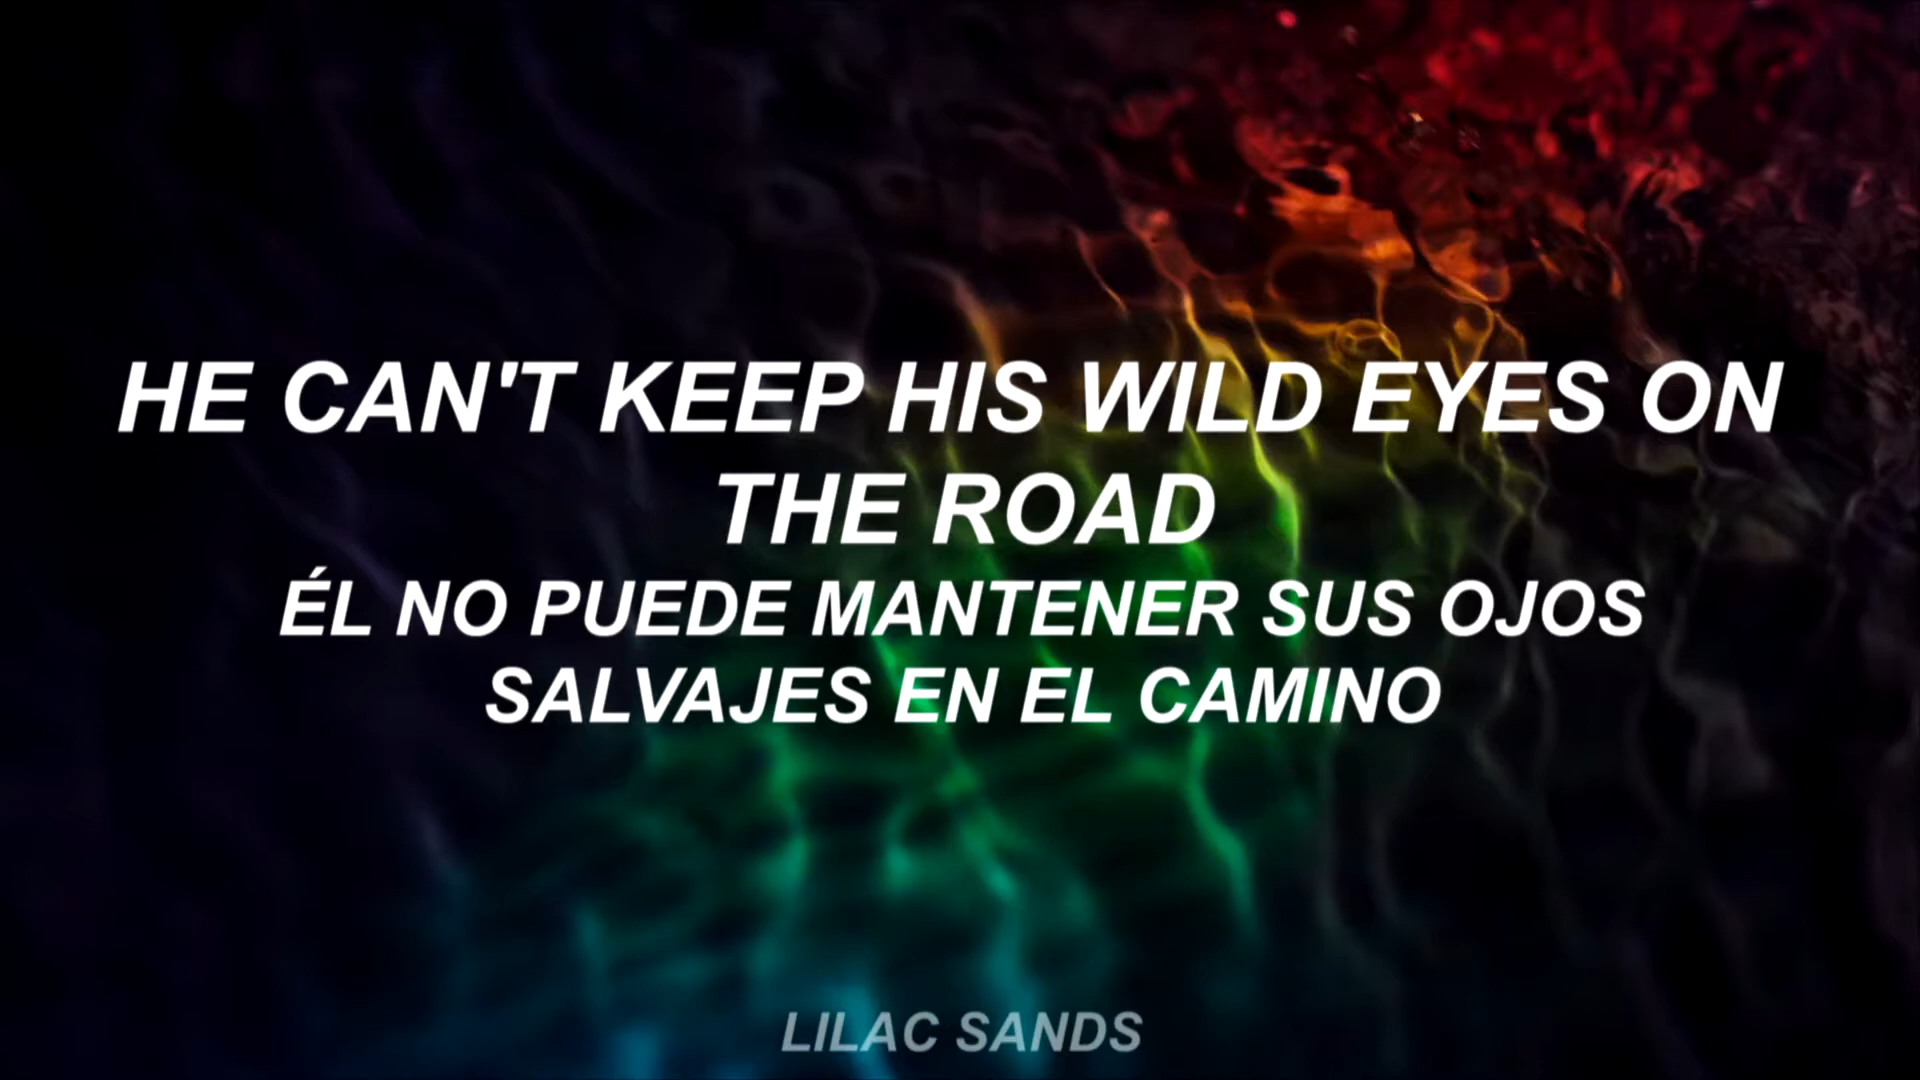 HE CAN'T KEEP HIS WILD EYES ON
THE ROAD
ÉL NO PUEDE MANTENER SUS OJOS
SALVAJES EN EL CAMINO
LILAC SANDS